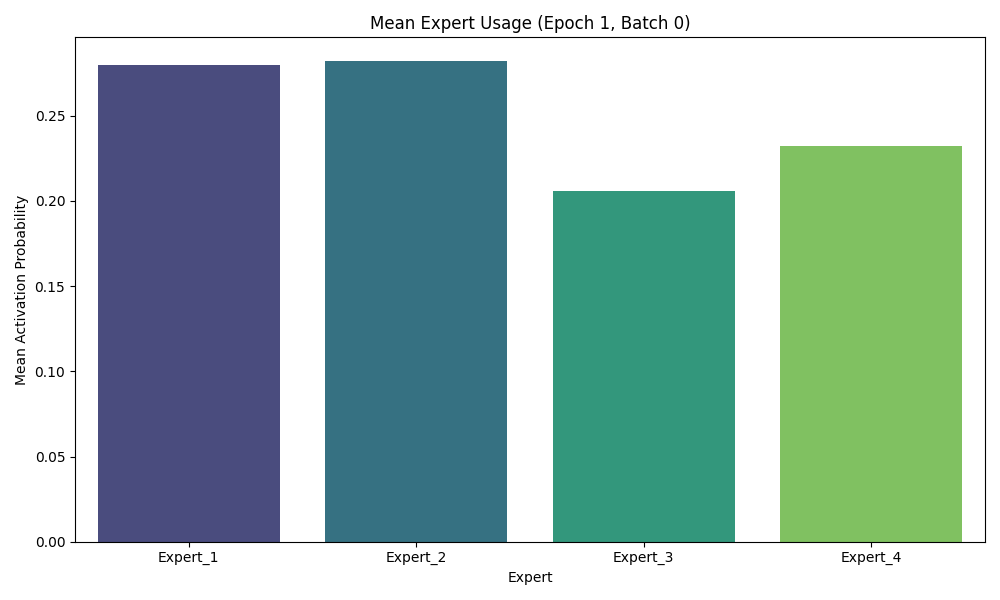 Mean Expert Usage (Epoch 1, Batch 0)
Mean Activation Probability
0.25
0.20
0.15
0.10
0.05
0.00
Expert_1
Expert_2
Expert_3
Expert_4
Expert